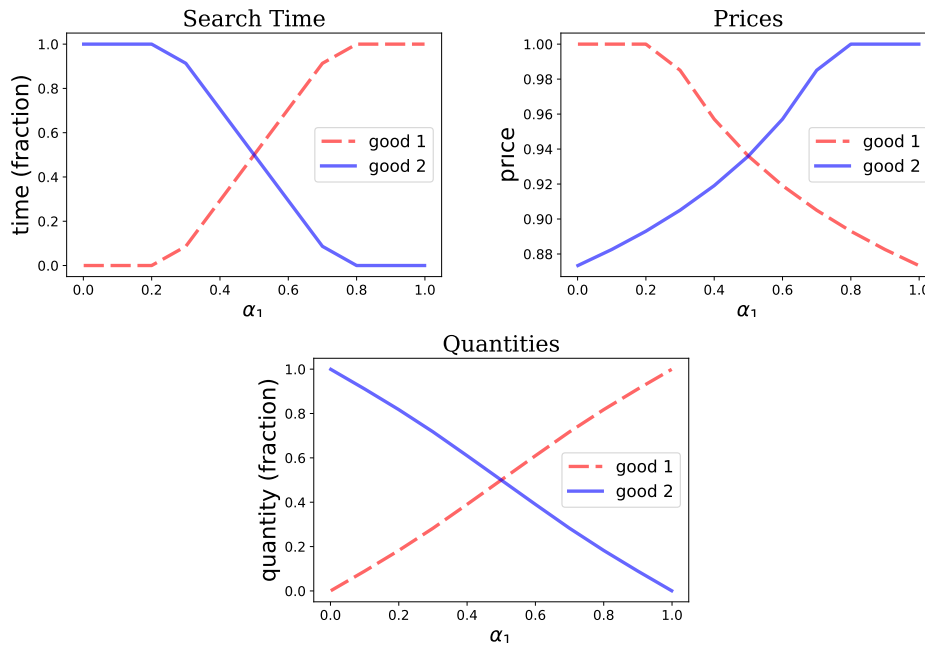 Search Time
time (fraction)
1.0
0.8
0.6
0.4
0.2
0.0
good 1
good 2
0.0 0.2 0.4 0.6 0.8 1.0
α₁
Prices
price
1.00
0.98
0.96
0.94
0.92
0.90
0.88
good 1
good 2
0.0 0.2 0.4 0.6 0.8 1.0
α₁
Quantities
quantity (fraction)
1.0
0.8
0.6
0.4
0.2
0.0
good 1
good 2
0.0 0.2 0.4 0.6 0.8 1.0
α₁